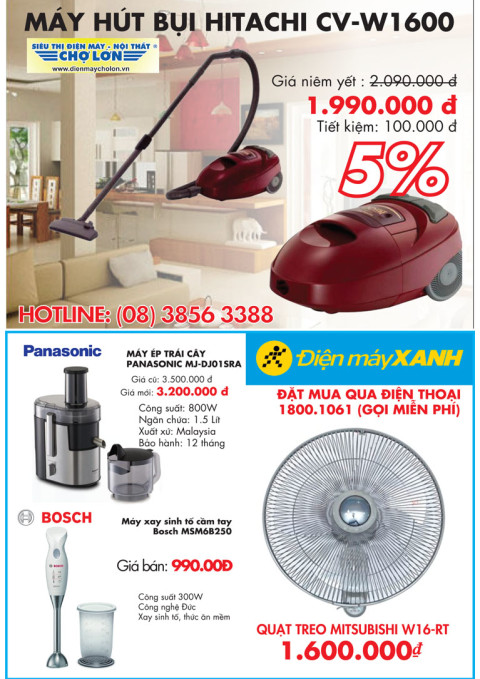 MÁY HÚT BỤI HITACHI CV-W1600
SIÊU THỊ ĐIỆN MÁY - NỘI THẤT
CHỢ LỚN
www.dienmaycholon.vn
Giá niêm yết : 2.090.000 đ
1.990.000 đ
Tiết kiệm: 100.000 đ
5%
HOTLINE: (08) 3856 3388
Panasonic
MÁY ÉP TRÁI CÂY
PANASONIC MJ-DJ01SRA
Giá cũ: 3.500.000 đ
Giá mới: 3.200.000 đ
Công suất: 800W
Ngăn chứa: 1.5 Lít
Xuất xứ: Malaysia
Bảo hành: 12 tháng
BOSCH
Máy xay sinh tố cầm tay
Bosch MSM6B250
Giá bán: 990.00Đ
Công suất 300W
Công nghệ Đức
Xay sinh tố, thức ăn mềm
Điện máy XANH
ĐẶT MUA QUA ĐIỆN THOẠI
1800.1061 (GỌI MIỄN PHÍ)
QUẠT TREO MITSUBISHI W16-RT
1.600.000đ